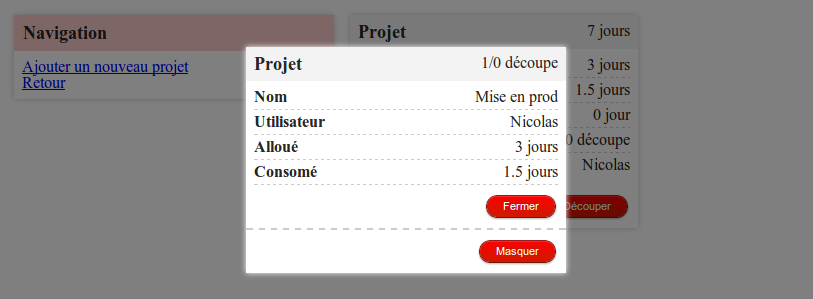 Navigation
Ajouter un nouveau projet
Retour
Projet 7 jours
3 jours
1.5 jours
0 jour
0 découpe
Nicolas
Découper
Projet 1/0 découpe
Nom Mise en prod
Utilisateur Nicolas
Alloué 3 jours
Consomé 1.5 jours
Fermer
Masquer